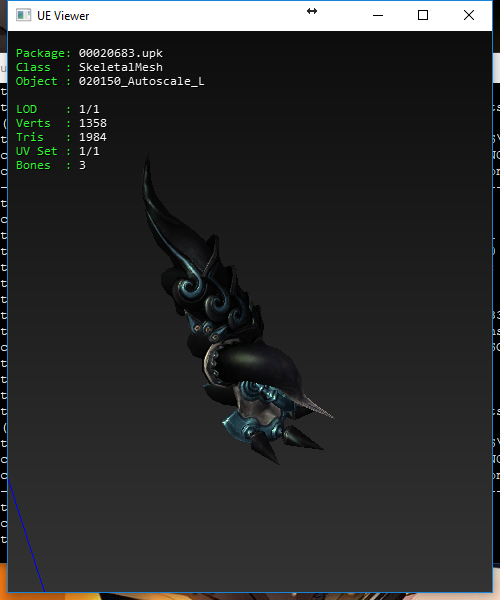 UE Viewer
Package: 00020683.upk
Class : SkeletalMesh
Object : 020150_Autoscale_L
LOD : 1/1
Verts : 1358
Tris : 1984
UV Set : 1/1
Bones : 3